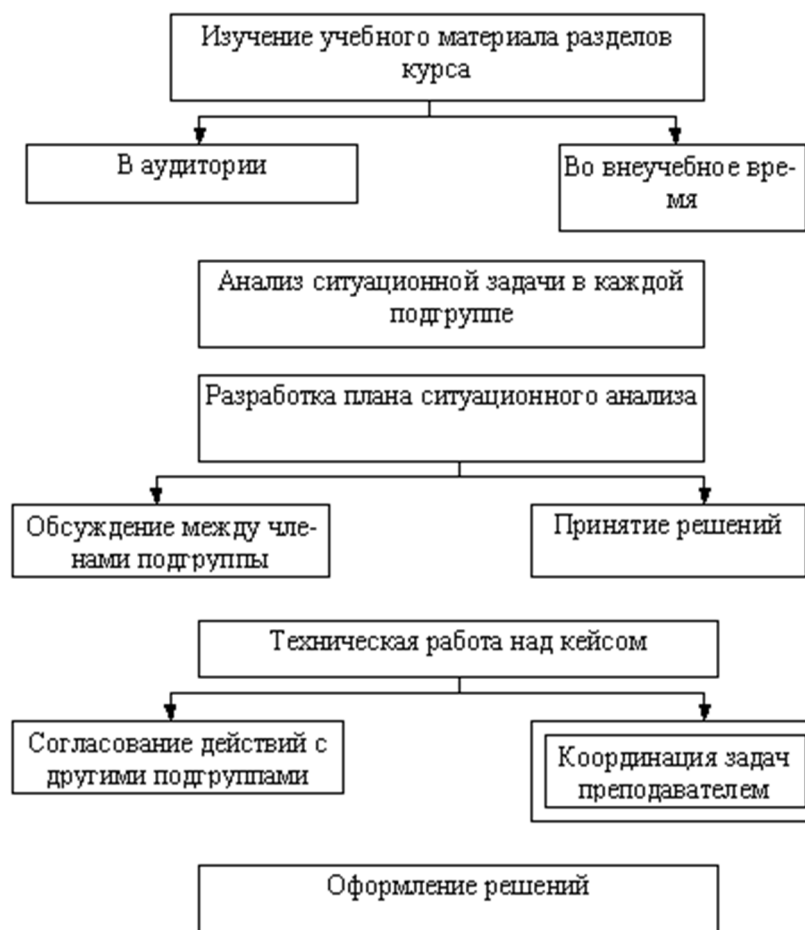 Изучение учебного материала разделов
курса
В аудитории
Во внеучебное вре-
мя
Анализ ситуационной задачи в каждой
подгруппе
Разработка плана ситуационного анализа
Обсуждение между чле-
нами подгруппы
Принятие решений
Техническая работа над кейсом
Согласование действий с
другими подгруппами
Координация задач
преподавателем
Оформление решений